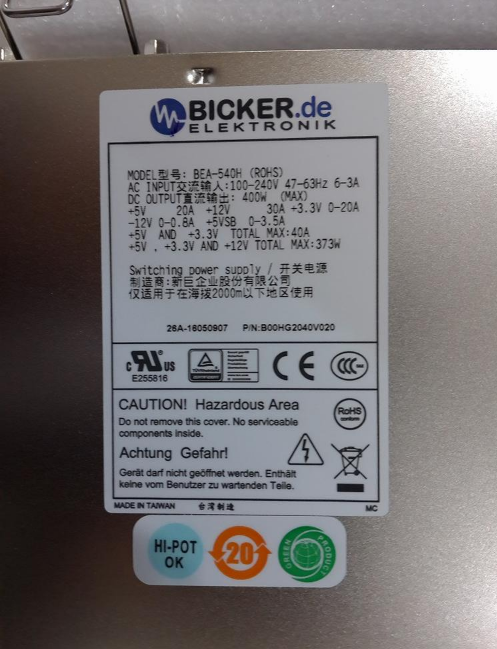 BICKER.de
ELEKTRONIK
MODEL型号: BEA-540H (ROHS)
AC INPUT交流输入:100-240V 47-63Hz 6-3A
DC OUTPUT直流输出: 400W (MAX)
+5V 20A +12V 30A +3.3V 0-20A
-12V 0-0.8A +5VSB 0-3.5A
+5V AND +3.3V TOTAL MAX:40A
+5V , +3.3V AND +12V TOTAL MAX:373W
Switching power supply / 开关电源
制造商:新巨企业股份有限公司
仅适用于在海拔2000m以下地区使用
26A-16050907 P/N:B00HG2040V020
c RU US
E255816
CE
CCC
CAUTION! Hazardous Area
Do not remove this cover. No serviceable
components inside.
RoHS
conform
Achtung Gefahr!
Gerät darf nicht geöffnet werden. Enthält
keine vom Benutzer zu wartenden Teile.
MADE IN TAIWAN 台湾制造 MC
HI-POT
OK
20
GREEN PRODUCT